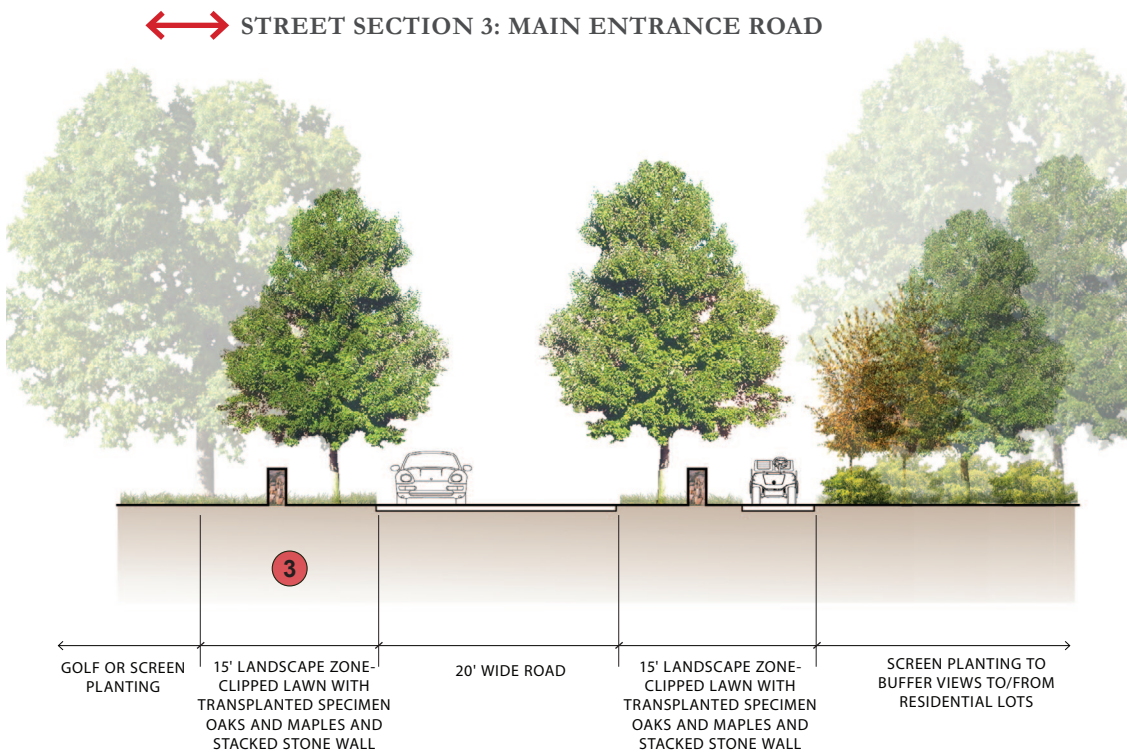 STREET SECTION 3: MAIN ENTRANCE ROAD
3
GOLF OR SCREEN
PLANTING
15' LANDSCAPE ZONE-
CLIPPED LAWN WITH
TRANSPLANTED SPECIMEN
OAKS AND MAPLES AND
STACKED STONE WALL
20' WIDE ROAD
15' LANDSCAPE ZONE-
CLIPPED LAWN WITH
TRANSPLANTED SPECIMEN
OAKS AND MAPLES AND
STACKED STONE WALL
SCREEN PLANTING TO
BUFFER VIEWS TO/FROM
RESIDENTIAL LOTS